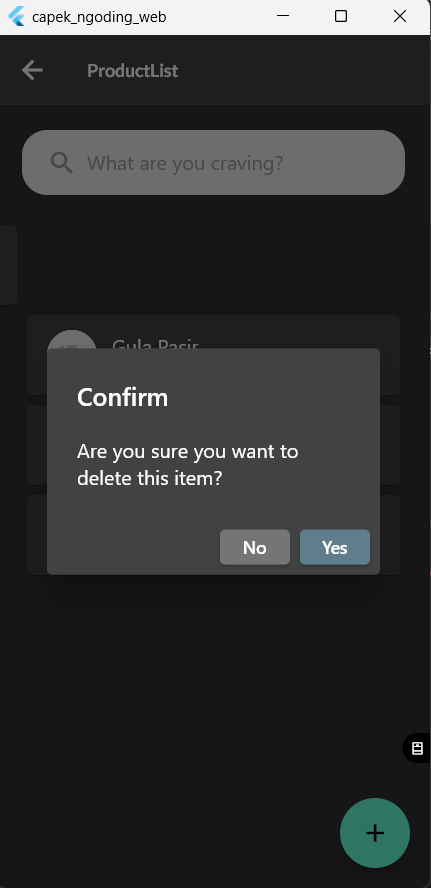 capek_ngoding_web
ProductList
What are you craving?
Gula Pasir
Confirm
Are you sure you want to
delete this item?
No
Yes